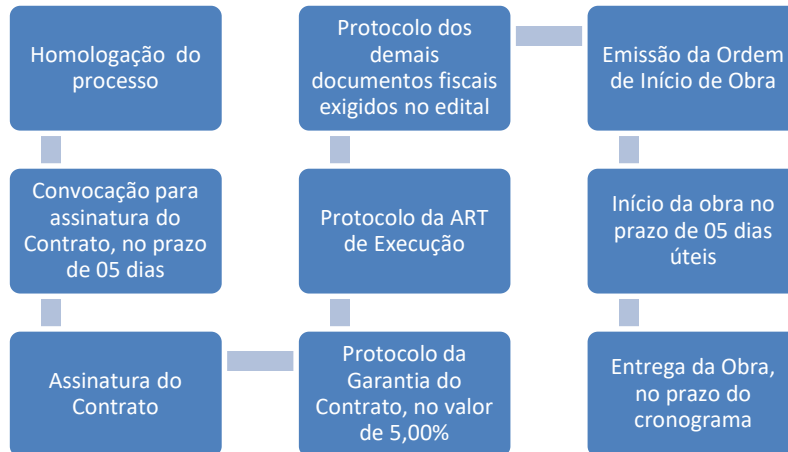 Homologação do
processo
Convocação para
assinatura do
Contrato, no prazo
de 05 dias
Assinatura do
Contrato
Protocolo da
Garantia do
Contrato, no valor
de 5,00%
Protocolo da ART
de Execução
Protocolo dos
demais
documentos fiscais
exigidos no edital
Emissão da Ordem
de Início de Obra
Início da obra no
prazo de 05 dias
úteis
Entrega da Obra,
no prazo do
cronograma